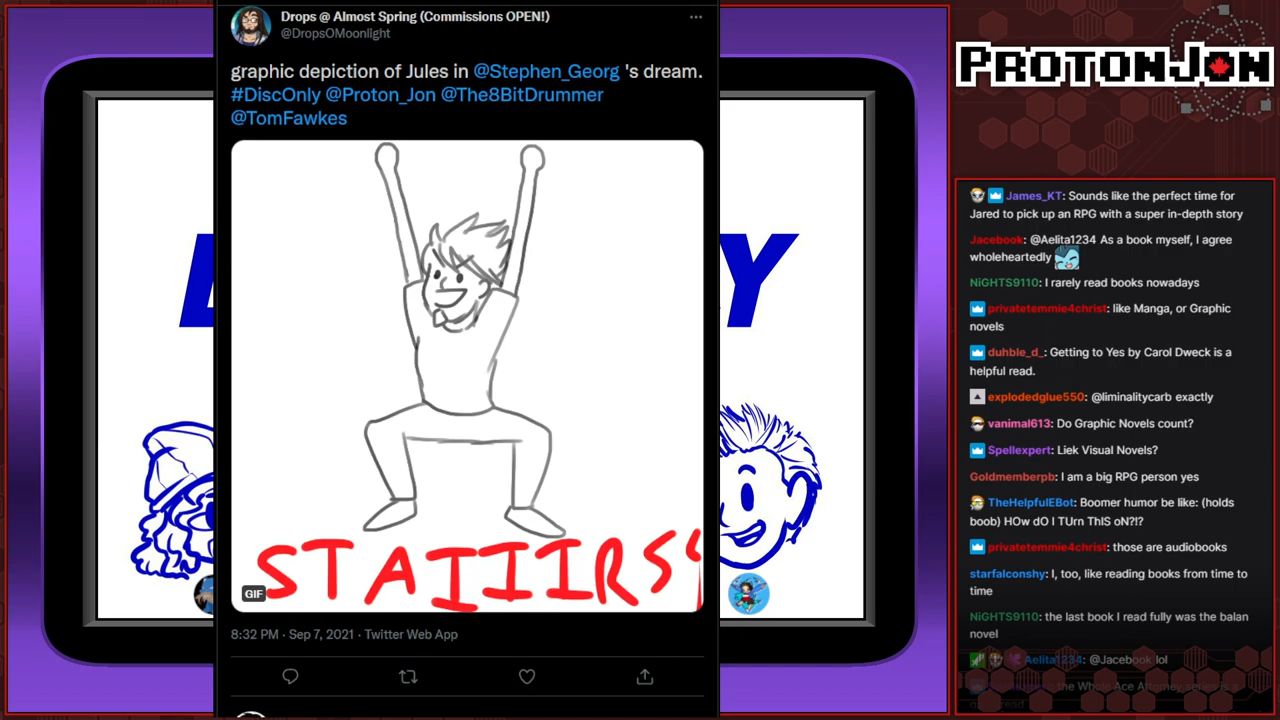 Drops @ Almost Spring (Commissions OPEN!)
@DropsOMoonlight
graphic depiction of Jules in @Stephen_Georg 's dream.
#DiscOnly @Proton_Jon @The8BitDrummer
@TomFawkes
STAIIIRS
GIF
8:32 PM · Sep 7, 2021 · Twitter Web App
PROTONJON
James_KT: Sounds like the perfect time for
Jared to pick up an RPG with a super in-depth story
Jacebook: @Aelita1234 As a book myself, I agree
wholeheartedly
NiGHTS9110: I rarely read books nowadays
privatetemmie4christ: like Manga, or Graphic
novels
duhble_d_: Getting to Yes by Carol Dweck is a
helpful read.
explodedglue550: @liminalitycarb exactly
vanimal613: Do Graphic Novels count?
Spellexpert: Liek Visual Novels?
Goldmemberpb: I am a big RPG person yes
TheHelpfulEBot: Boomer humor be like: (holds
boob) HOw dO I TUrn ThIS oN?!?
privatetemmie4christ: those are audiobooks
starfalconshy: I, too, like reading books from time to
time
NiGHTS9110: the last book I read fully was the balan
novel
Aelita1234: @Jacebook lol
the Whole Ace Attorney series is a